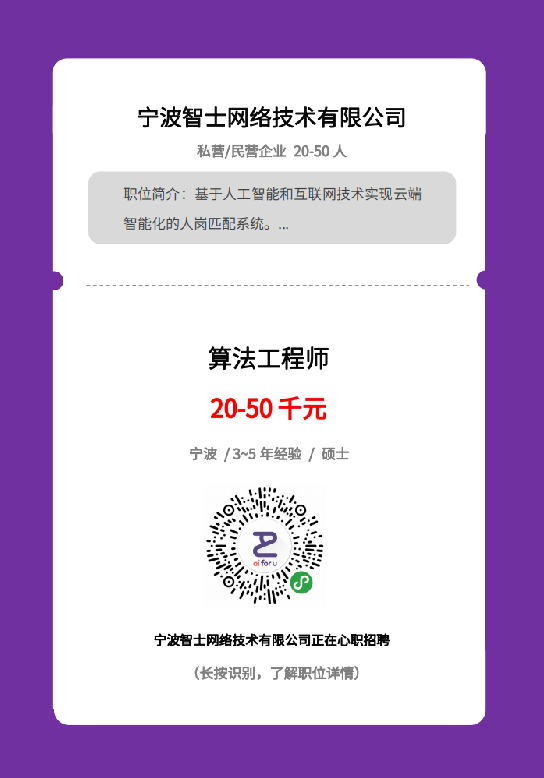 宁波智士网络技术有限公司
私营/民营企业 20-50 人
职位简介：基于人工智能和互联网技术实现云端
智能化的人岗匹配系统。...
算法工程师
20-50 千元
宁波 / 3~5 年经验 / 硕士
ai for u
宁波智士网络技术有限公司正在心职招聘
（长按识别，了解职位详情）